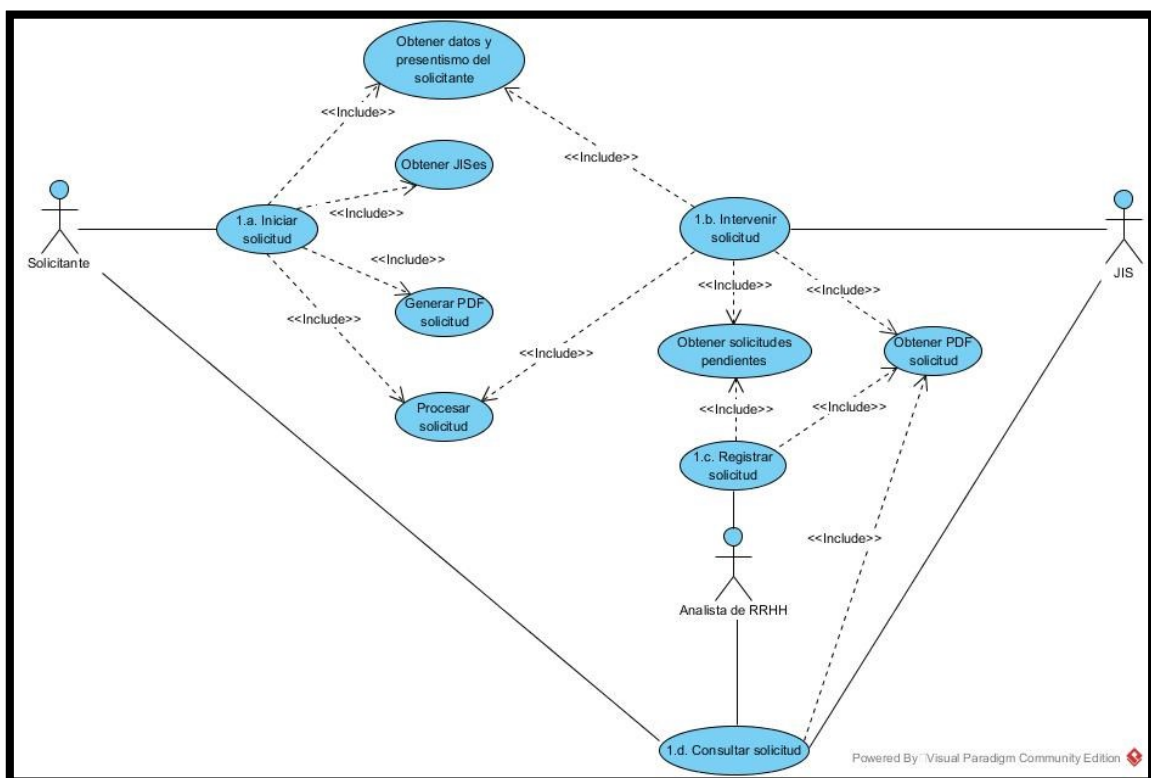 Obtener datos y
presentismo del
solicitante
<<Include>>
<<Include>>
Obtener JISes
<<Include>>
1.a. Iniciar
solicitud
1.b. Intervenir
solicitud
Solicitante
JIS
<<Include>>
<<Include>>
<<Include>>
Generar PDF
solicitud
<<Include>>
<<Include>>
Obtener solicitudes
pendientes
Obtener PDF
solicitud
<<Include>>
Procesar
solicitud
<<Include>>
<<Include>>
1.c. Registrar
solicitud
<<Include>>
Analista de RRHH
1.d. Consultar solicitud
Powered By Visual Paradigm Community Edition